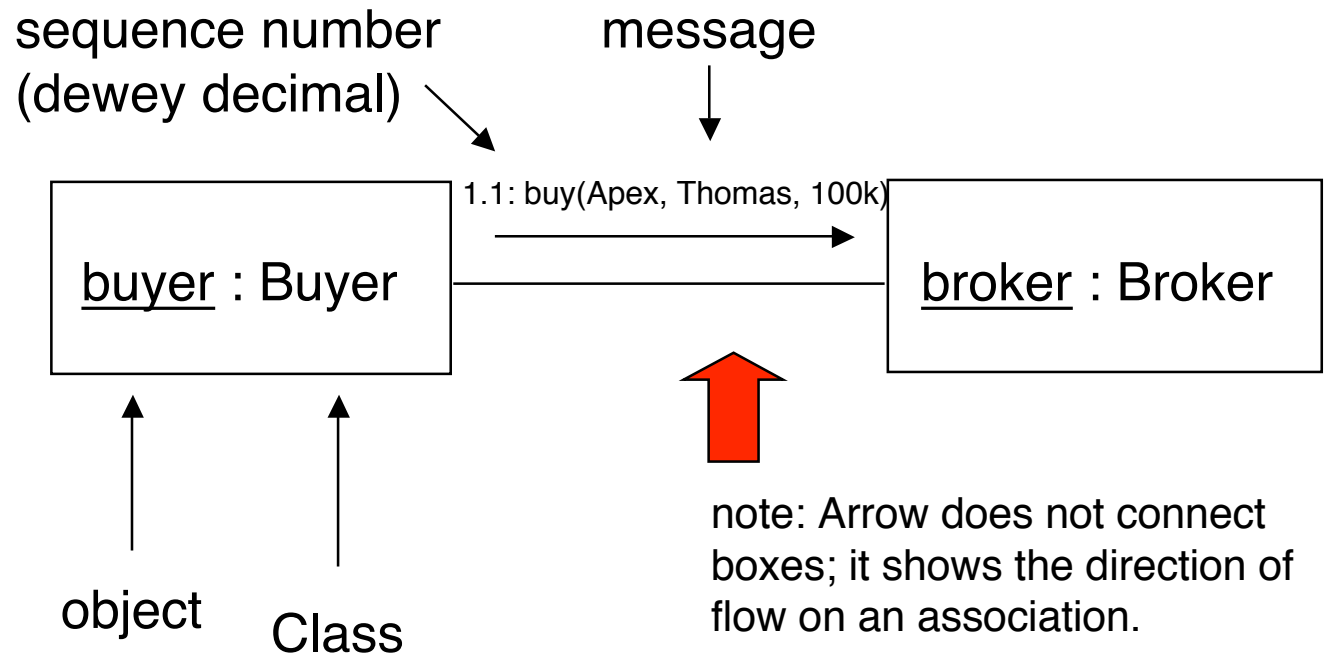 sequence number
(dewey decimal)
message
1.1: buy(Apex, Thomas, 100k)
buyer : Buyer
broker : Broker
object
Class
note: Arrow does not connect
boxes; it shows the direction of
flow on an association.